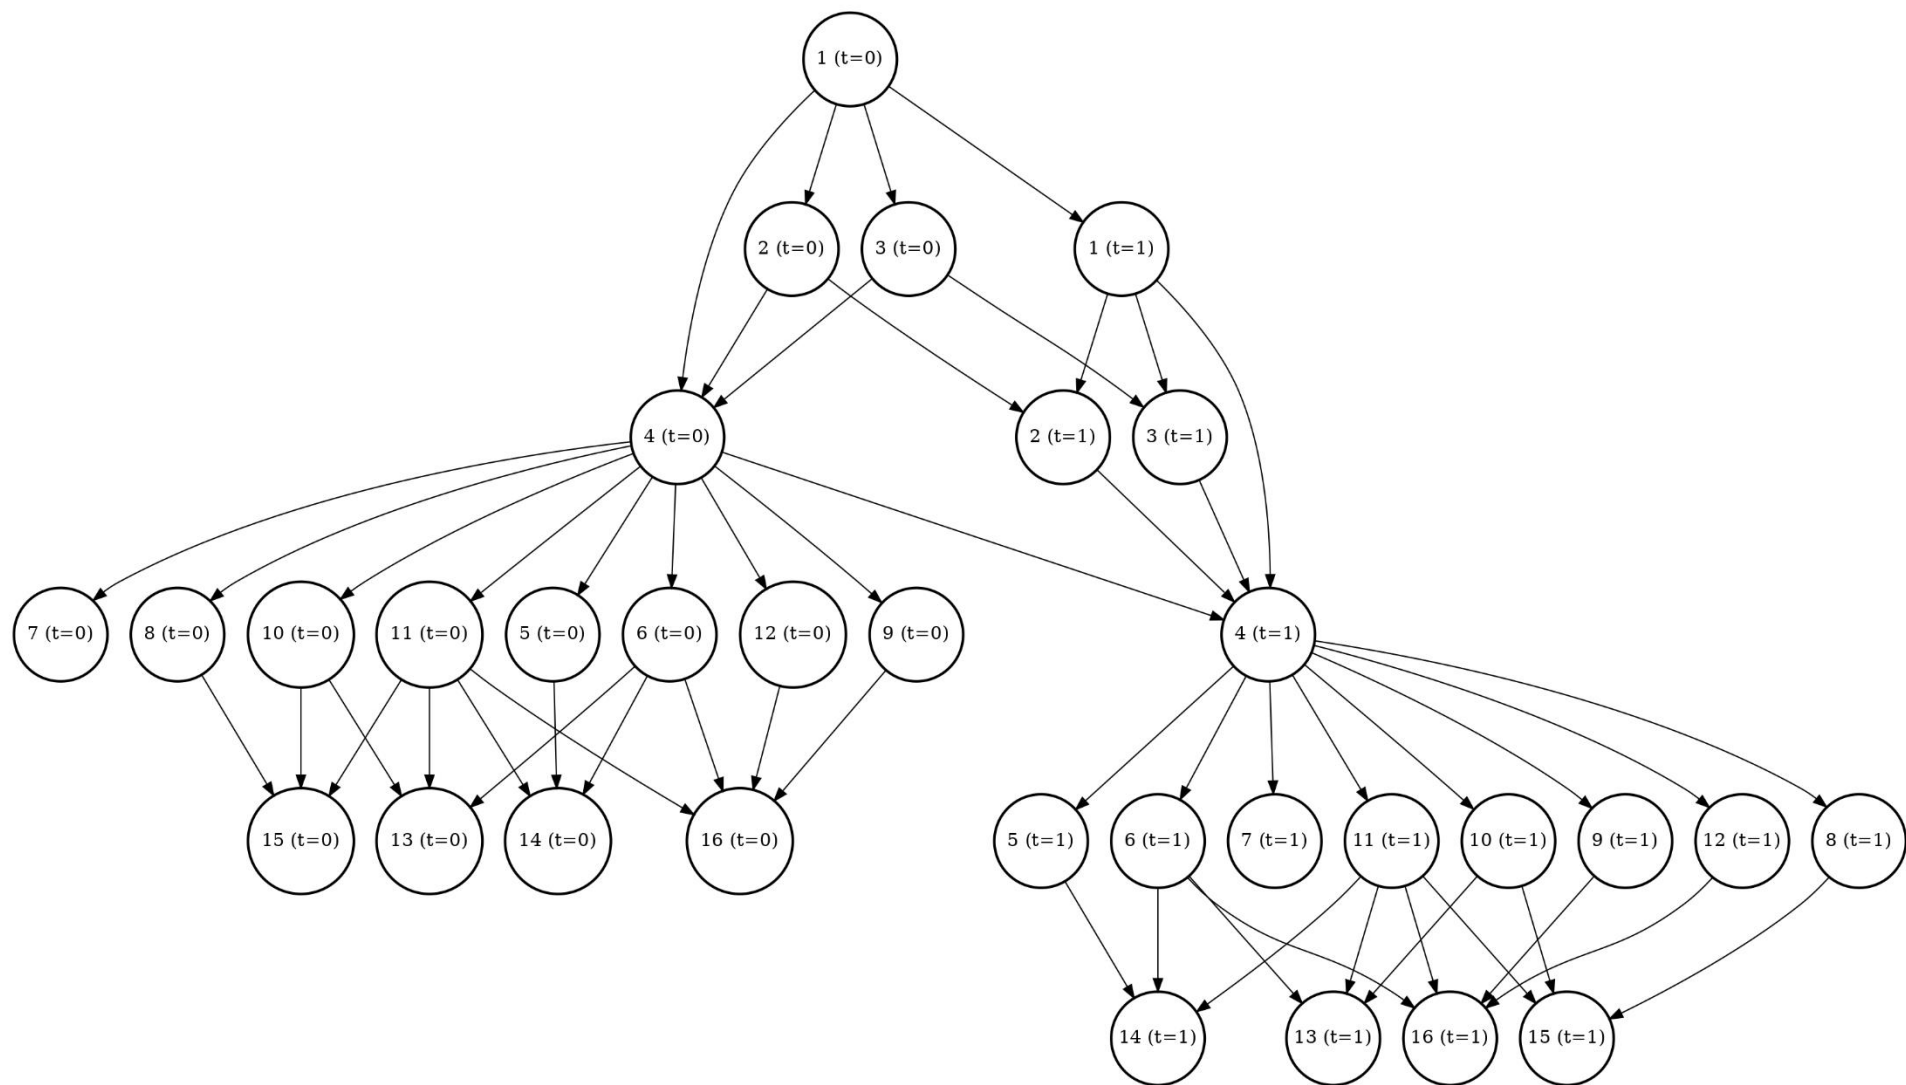 1 (t=0)
2 (t=0)
3 (t=0)
1 (t=1)
4 (t=0)
2 (t=1)
3 (t=1)
7 (t=0)
8 (t=0)
10 (t=0)
11 (t=0)
5 (t=0)
6 (t=0)
12 (t=0)
9 (t=0)
4 (t=1)
15 (t=0)
13 (t=0)
14 (t=0)
16 (t=0)
5 (t=1)
6 (t=1)
7 (t=1)
11 (t=1)
10 (t=1)
9 (t=1)
12 (t=1)
8 (t=1)
14 (t=1)
13 (t=1)
16 (t=1)
15 (t=1)